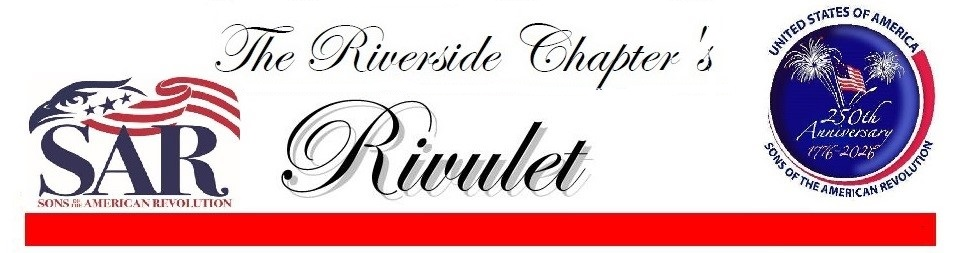 The Riverside Chapter's
Rivulet
SAR
SONS OF THE AMERICAN REVOLUTION
UNITED STATES OF AMERICA
250th
Anniversary
1776-2026
SONS OF THE AMERICAN REVOLUTION